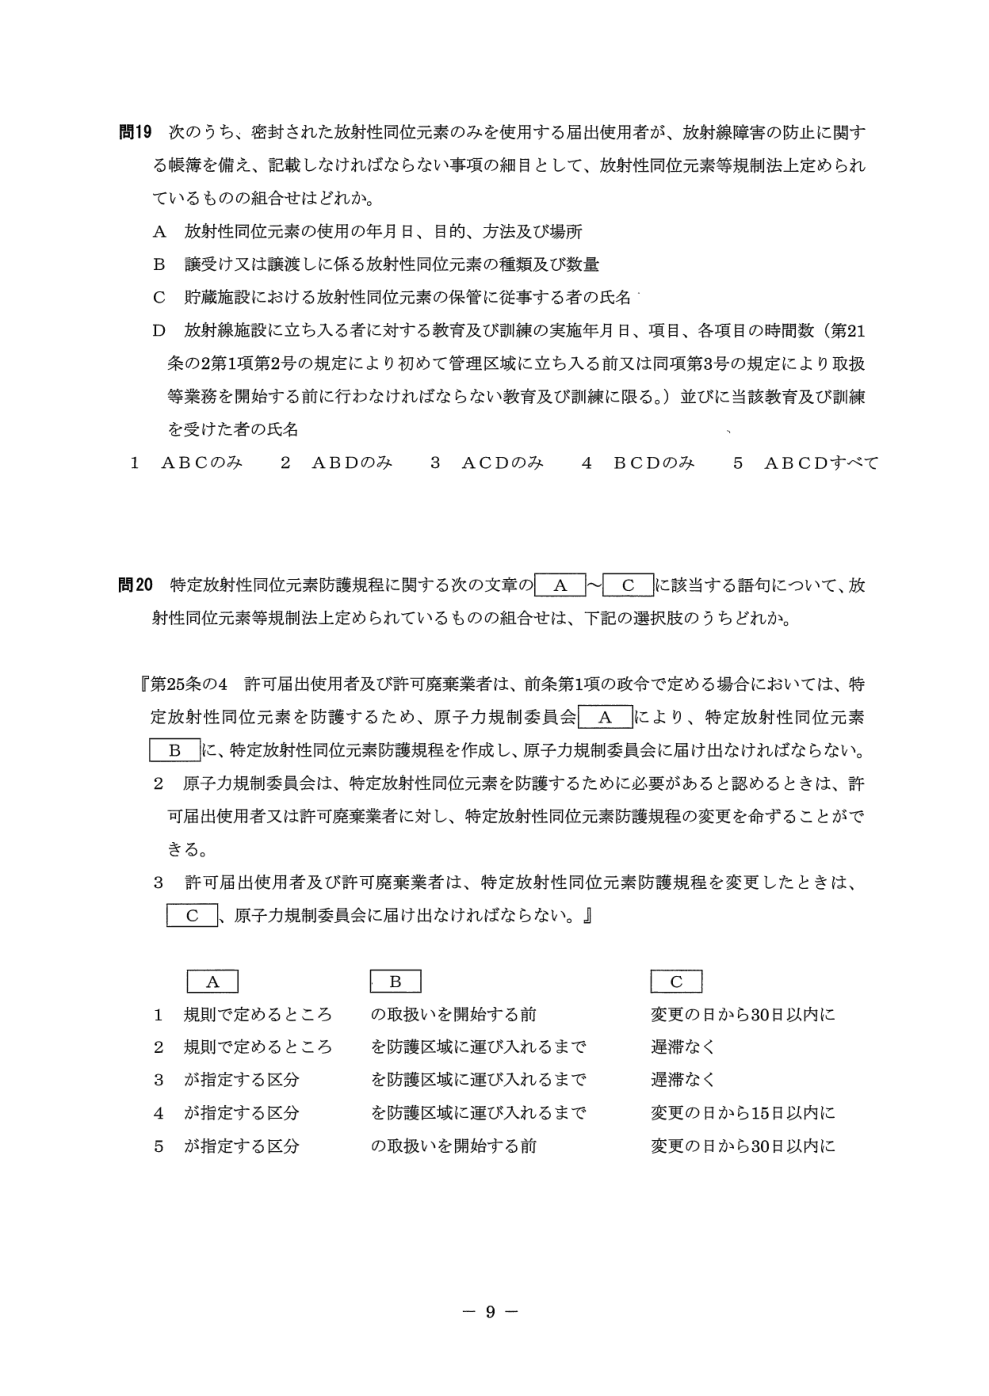 問19 次のうち、密封された放射性同位元素のみを使用する届出使用者が、放射線障害の防止に関す
る帳簿を備え、記載しなければならない事項の細目として、放射性同位元素等規制法上定められ
ているものの組合せはどれか。
A 放射性同位元素の使用の年月日、目的、方法及び場所
B 譲受け又は譲渡しに係る放射性同位元素の種類及び数量
C 貯蔵施設における放射性同位元素の保管に従事する者の氏名
D 放射線施設に立ち入る者に対する教育及び訓練の実施年月日、項目、各項目の時間数（第21
条の2第1項第2号の規定により初めて管理区域に立ち入る前又は同項第3号の規定により取扱
等業務を開始する前に行わなければならない教育及び訓練に限る。）並びに当該教育及び訓練
を受けた者の氏名
1 ABCのみ 2 ABDのみ 3 ACDのみ 4 BCDのみ 5 ABCDすべて
問20 特定放射性同位元素防護規程に関する次の文章の A ～ C に該当する語句について、放
射性同位元素等規制法上定められているものの組合せは、下記の選択肢のうちどれか。
『第25条の4 許可届出使用者及び許可廃棄業者は、前条第1項の政令で定める場合においては、特
定放射性同位元素を防護するため、原子力規制委員会 A により、特定放射性同位元素
B に、特定放射性同位元素防護規程を作成し、原子力規制委員会に届け出なければならない。
2 原子力規制委員会は、特定放射性同位元素を防護するために必要があると認めるときは、許
可届出使用者又は許可廃棄業者に対し、特定放射性同位元素防護規程の変更を命ずることがで
きる。
3 許可届出使用者及び許可廃棄業者は、特定放射性同位元素防護規程を変更したときは、
C 、原子力規制委員会に届け出なければならない。』
A B C
1 規則で定めるところ の取扱いを開始する前 変更の日から30日以内に
2 規則で定めるところ を防護区域に運び入れるまで 遅滞なく
3 が指定する区分 を防護区域に運び入れるまで 遅滞なく
4 が指定する区分 を防護区域に運び入れるまで 変更の日から15日以内に
5 が指定する区分 の取扱いを開始する前 変更の日から30日以内に
－ 9 －